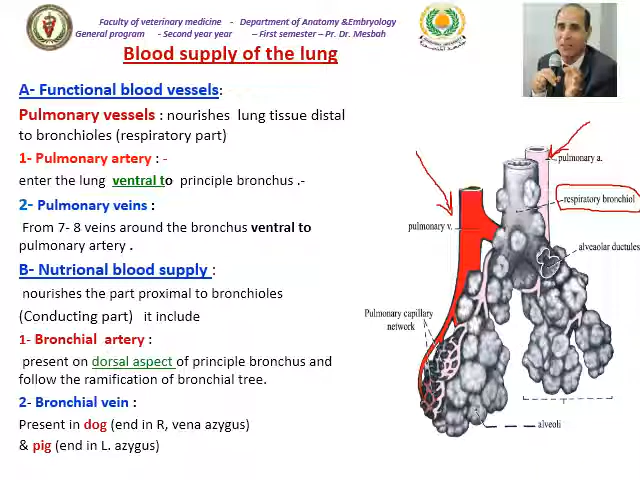 Faculty of veterinary medicine - Department of Anatomy &Embryology
General program - Second year year – First semester – Pr. Dr. Mesbah
Blood supply of the lung
A- Functional blood vessels:
Pulmonary vessels : nourishes lung tissue distal
to bronchioles (respiratory part)
1- Pulmonary artery : -
enter the lung ventral to principle bronchus .-
2- Pulmonary veins :
From 7- 8 veins around the bronchus ventral to
pulmonary artery .
B- Nutrional blood supply :
nourishes the part proximal to bronchioles
(Conducting part) it include
1- Bronchial artery :
present on dorsal aspect of principle bronchus and
follow the ramification of bronchial tree.
2- Bronchial vein :
Present in dog (end in R, vena azygus)
& pig (end in L. azygus)
pulmonary a.
respiratory bronchiol
pulmonary v.
alveaolar ductules
Pulmonary capillary
network
alveoli